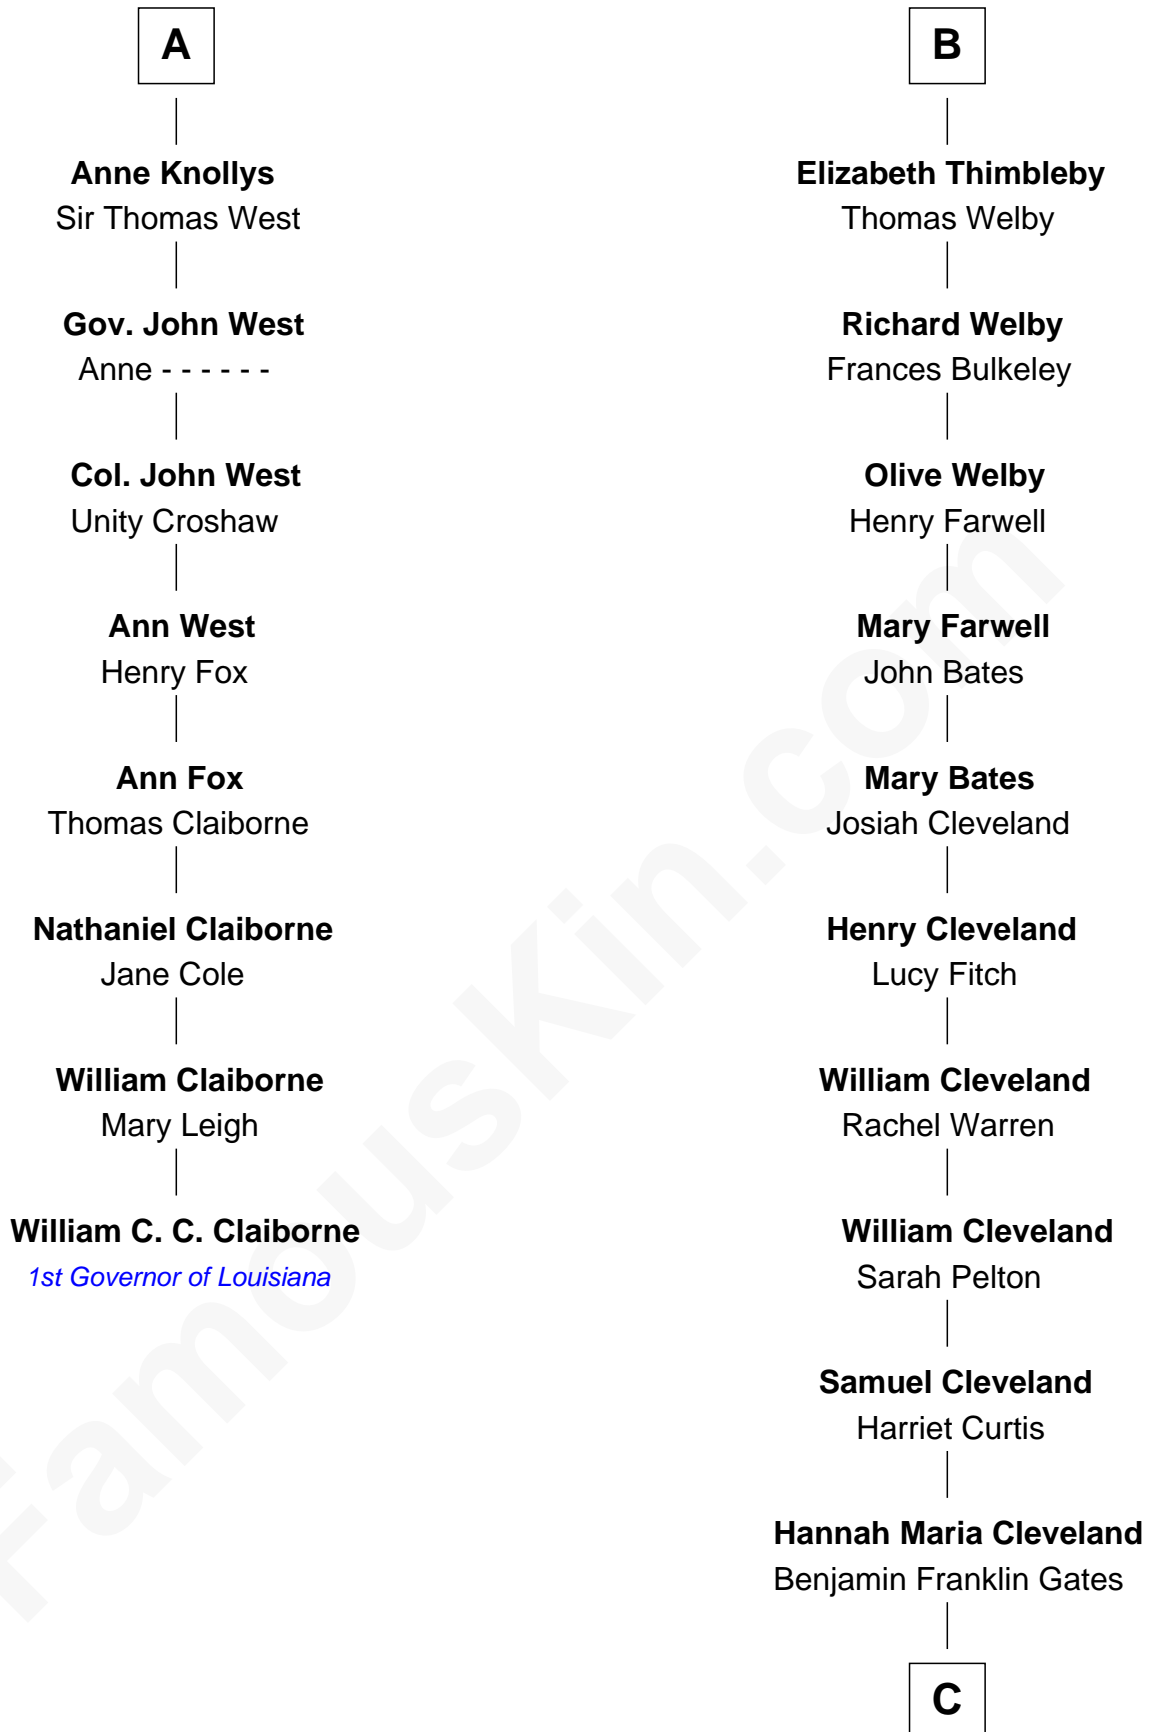 A
Anne Knollys
Sir Thomas West
Gov. John West
Anne - - - - - -
Col. John West
Unity Croshaw
Ann West
Henry Fox
Ann Fox
Thomas Claiborne
Nathaniel Claiborne
Jane Cole
William Claiborne
Mary Leigh
William C. C. Claiborne
1st Governor of Louisiana
B
Elizabeth Thimbleby
Thomas Welby
Richard Welby
Frances Bulkeley
Olive Welby
Henry Farwell
Mary Farwell
John Bates
Mary Bates
Josiah Cleveland
Henry Cleveland
Lucy Fitch
William Cleveland
Rachel Warren
William Cleveland
Sarah Pelton
Samuel Cleveland
Harriet Curtis
Hannah Maria Cleveland
Benjamin Franklin Gates
C
FamousKin.com